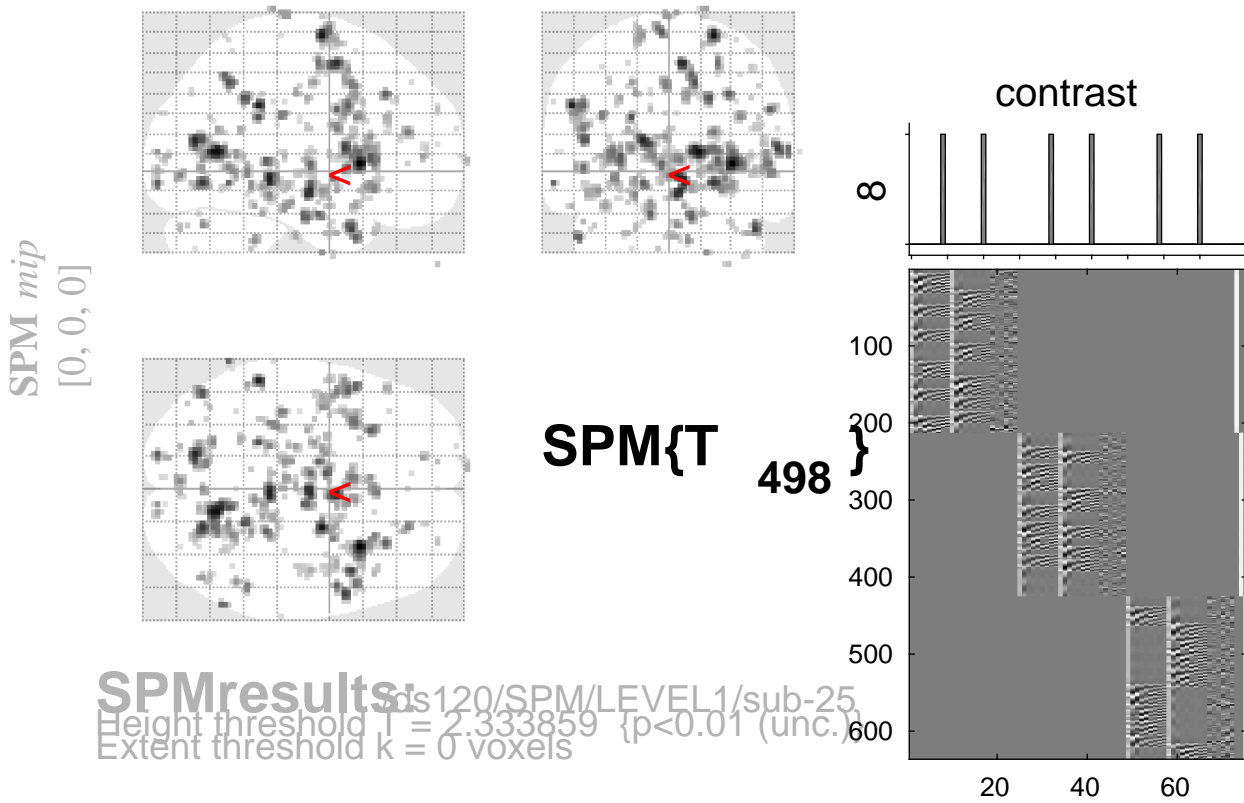 SPM mip
[0, 0, 0]
<
<
<
SPM{T498}
contrast
8
100
200
300
400
500
600
20
40
60
SPMresults: /ds120/SPM/LEVEL1/sub-25
Height threshold T = 2.333859 {p<0.01 (unc.)}
Extent threshold k = 0 voxels